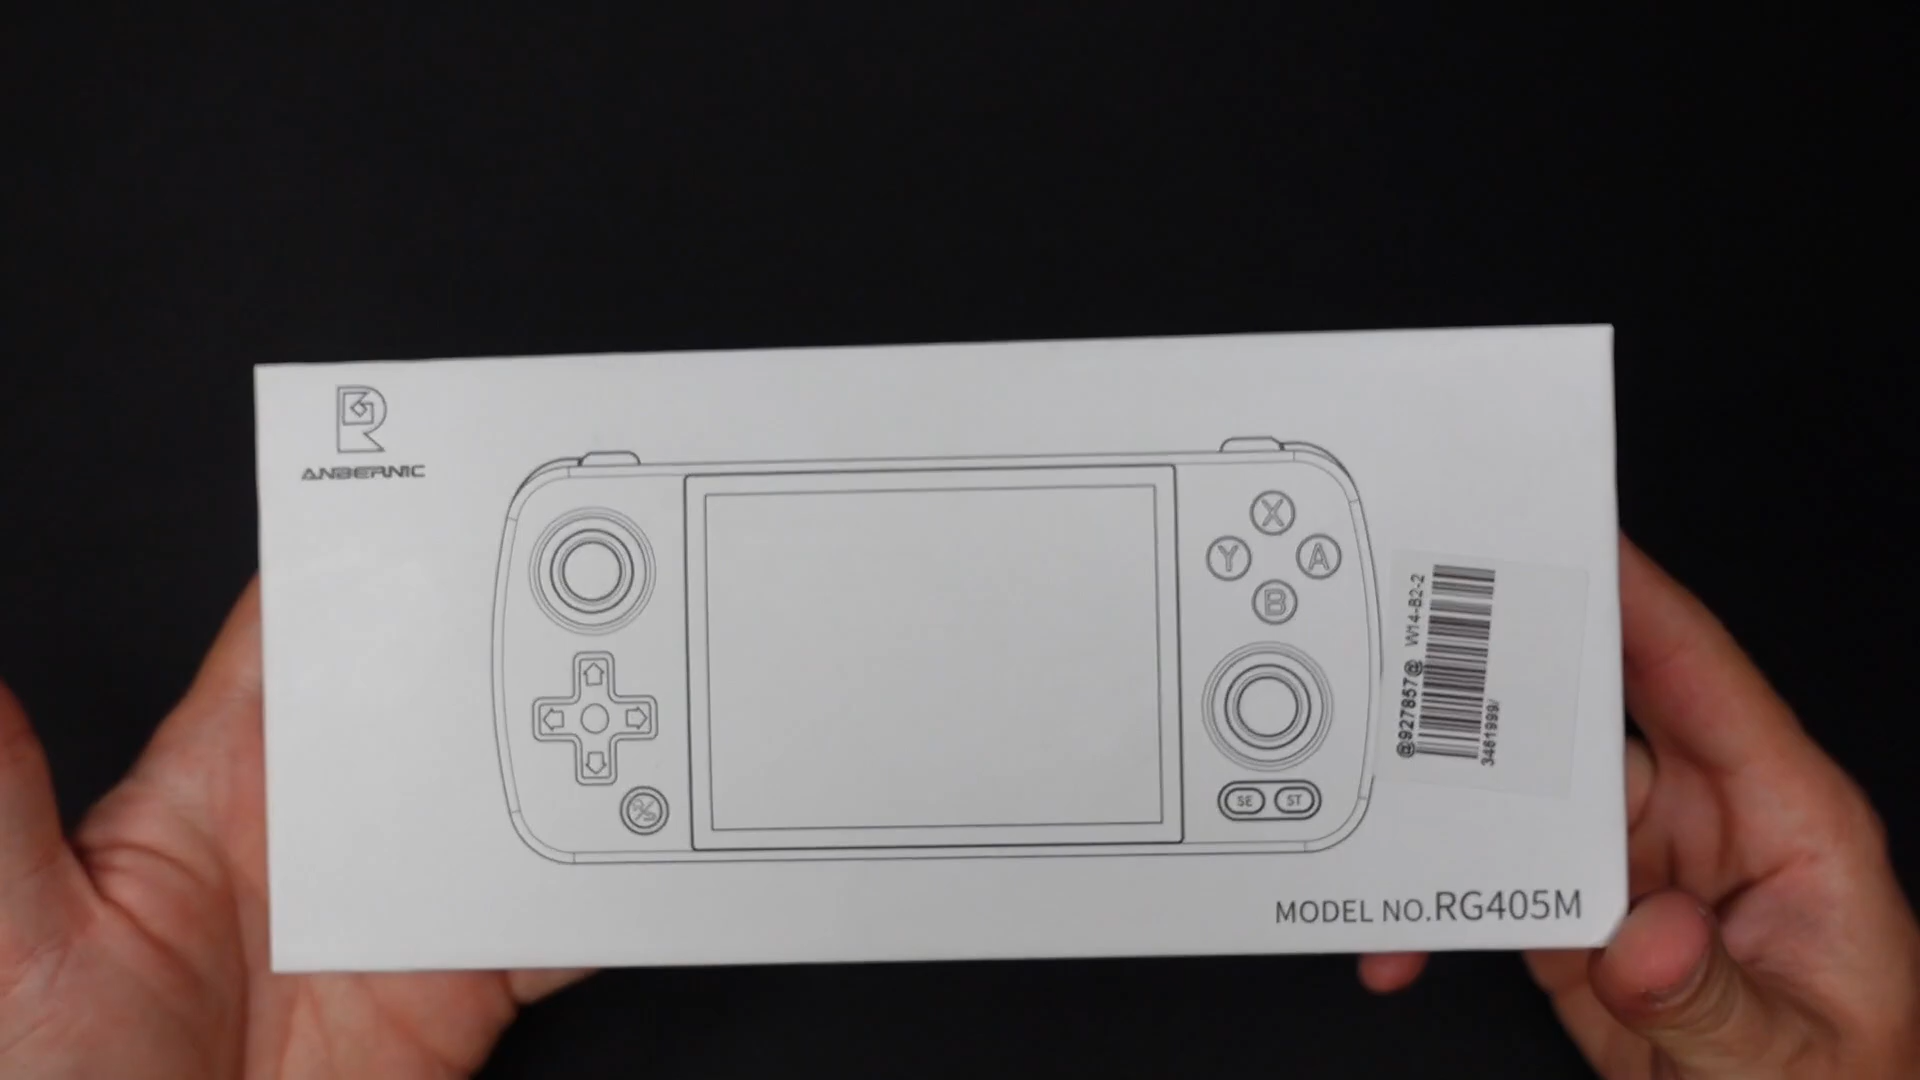 ANBERNIC
X
Y
A
B
SE
ST
@927857@ W14-B2-2
3461999/
MODEL NO.RG405M